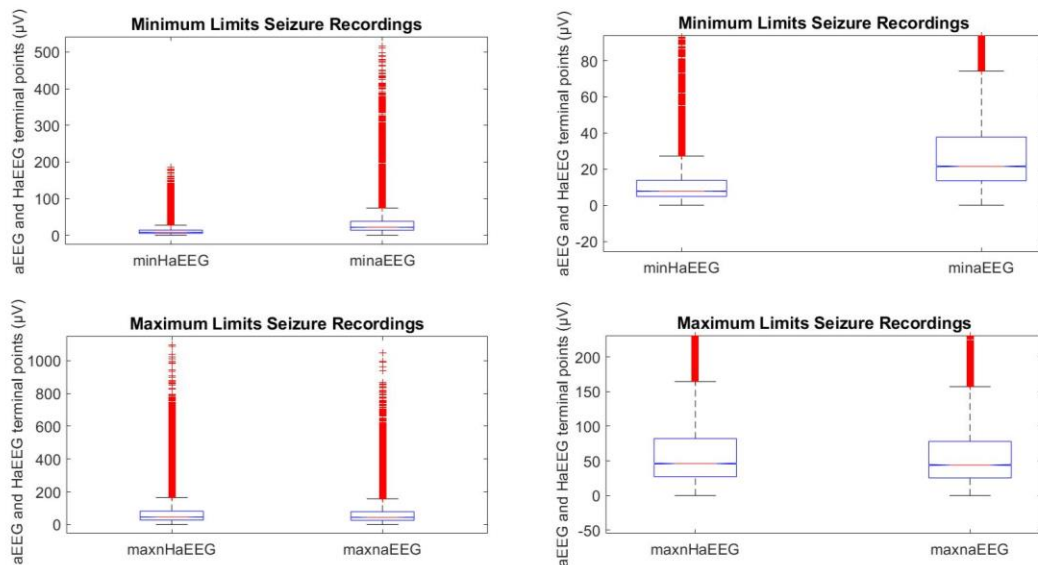 Minimum Limits Seizure Recordings
aEEG and HaEEG terminal points (µV)
500
400
300
200
100
0
minHaEEG
minaEEG
Minimum Limits Seizure Recordings
aEEG and HaEEG terminal points (µV)
80
60
40
20
0
-20
minHaEEG
minaEEG
Maximum Limits Seizure Recordings
aEEG and HaEEG terminal points (µV)
1000
800
600
400
200
0
maxnHaEEG
maxnaEEG
Maximum Limits Seizure Recordings
aEEG and HaEEG terminal points (µV)
200
150
100
50
0
-50
maxnHaEEG
maxnaEEG